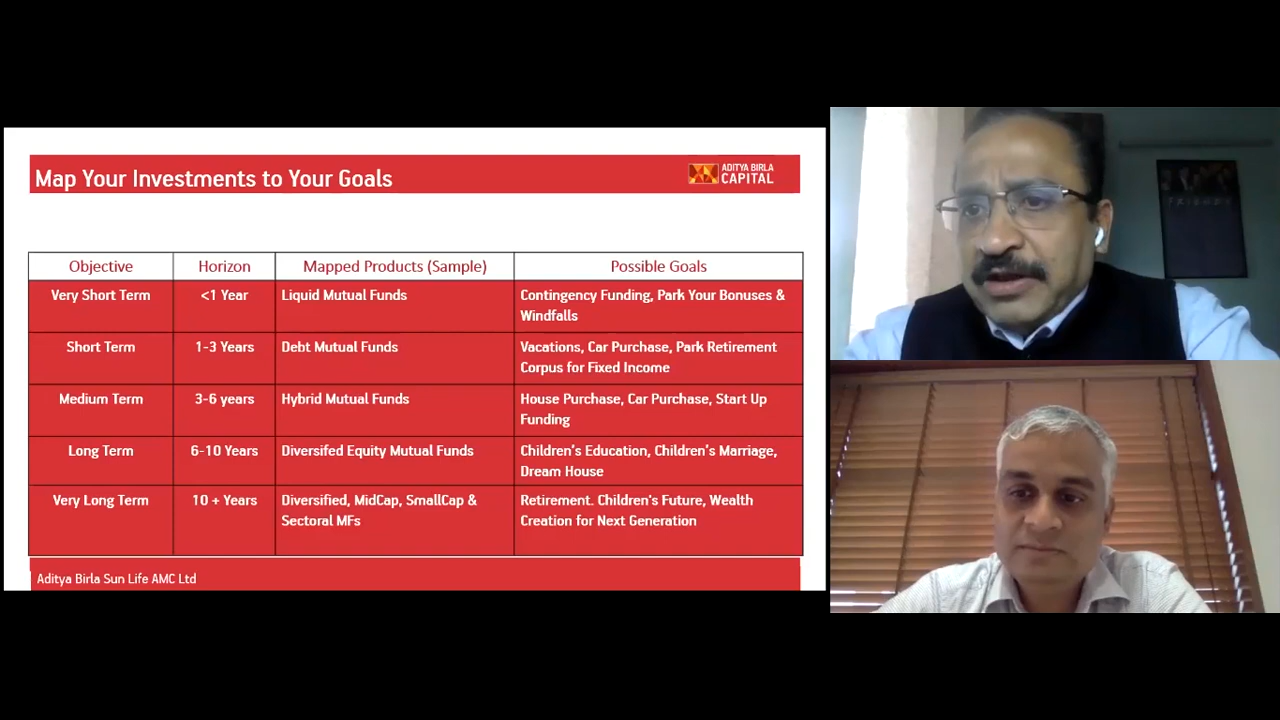 Map Your Investments to Your Goals
ADITYA BIRLA
CAPITAL
Objective Horizon Mapped Products (Sample) Possible Goals
Very Short Term <1 Year Liquid Mutual Funds Contingency Funding, Park Your Bonuses &
Windfalls
Short Term 1-3 Years Debt Mutual Funds Vacations, Car Purchase, Park Retirement
Corpus for Fixed Income
Medium Term 3-6 years Hybrid Mutual Funds House Purchase, Car Purchase, Start Up
Funding
Long Term 6-10 Years Diversifed Equity Mutual Funds Children's Education, Children's Marriage,
Dream House
Very Long Term 10 + Years Diversified, MidCap, SmallCap & Retirement. Children's Future, Wealth
Sectoral MFs Creation for Next Generation
Aditya Birla Sun Life AMC Ltd
FRIENDS